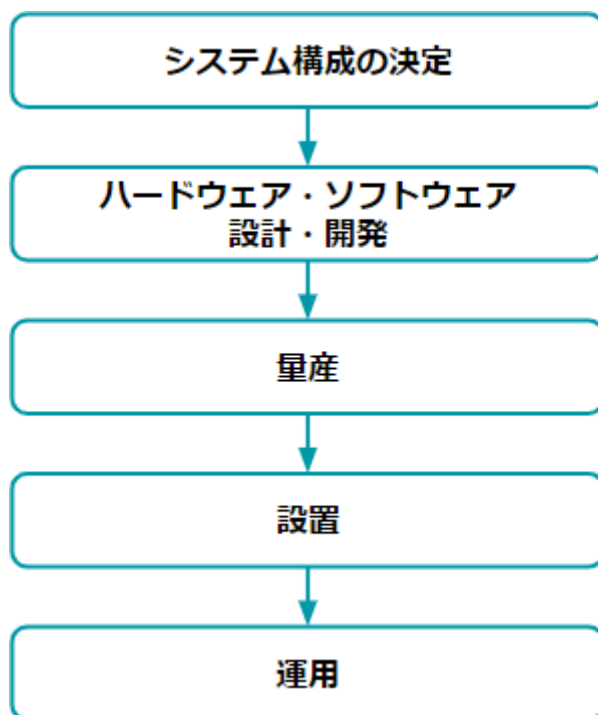 システム構成の決定
ハードウェア・ソフトウェア
設計・開発
量産
設置
運用